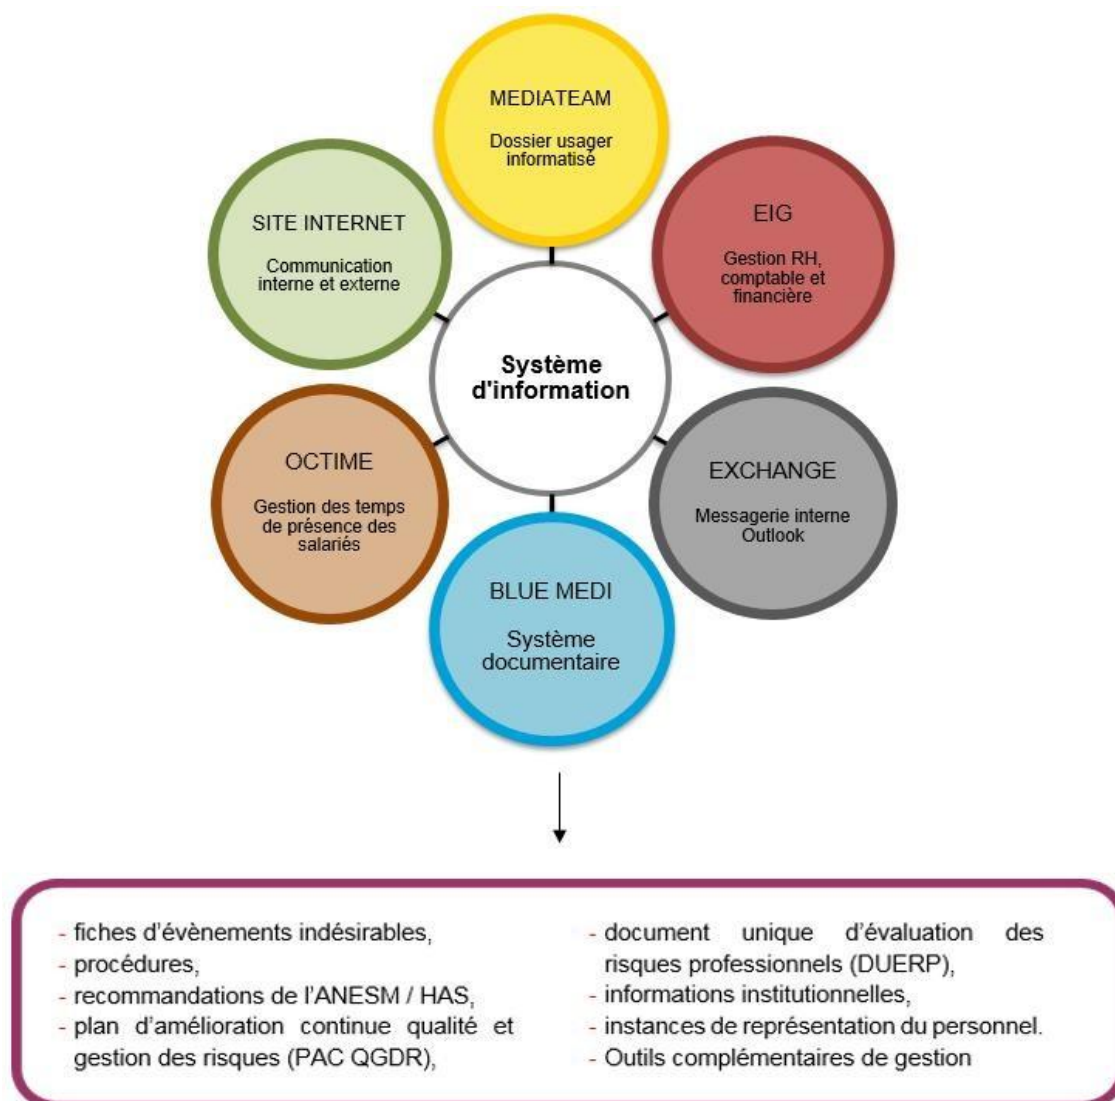 MEDIATEAM
Dossier usager
informatisé
SITE INTERNET
Communication
interne et externe
EIG
Gestion RH,
comptable et
financière
Système
d'information
OCTIME
Gestion des temps
de présence des
salariés
EXCHANGE
Messagerie interne
Outlook
BLUE MEDI
Système
documentaire
- fiches d’évènements indésirables,
- procédures,
- recommandations de l’ANESM / HAS,
- plan d’amélioration continue qualité et
gestion des risques (PAC QGDR),
- document unique d’évaluation des
risques professionnels (DUERP),
- informations institutionnelles,
- instances de représentation du personnel.
- Outils complémentaires de gestion